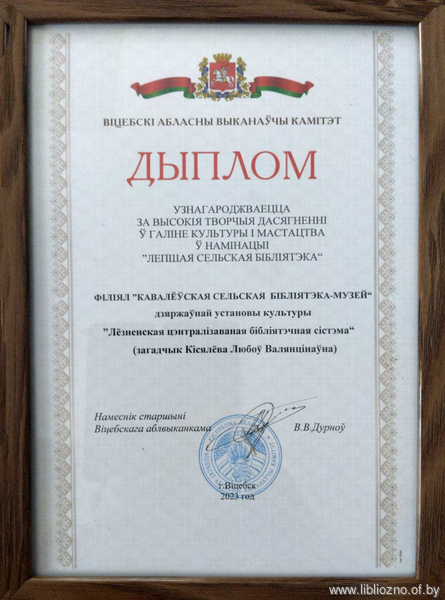 ВІЦЕБСКІ АБЛАСНЫ ВЫКАНАЎЧЫ КАМІТЭТ
ДЫПЛОМ
УЗНАГАРОДЖВАЕЦЦА
ЗА ВЫСОКІЯ ТВОРЧЫЯ ДАСЯГНЕННІ
Ў ГАЛІНЕ КУЛЬТУРЫ І МАСТАЦТВА
Ў НАМІНАЦЫІ
"ЛЕПШАЯ СЕЛЬСКАЯ БІБЛІЯТЭКА"
ФІЛІЯЛ "КАВАЛЁЎСКАЯ СЕЛЬСКАЯ БІБЛІЯТЭКА-МУЗЕЙ"
дзяржаўнай установы культуры
"Лёзненская цэнтралізаваная бібліятэчная сістэма"
(загадчык Кісялёва Любоў Валянцінаўна)
Намеснік старшыні
Віцебскага аблвыканкама В.В.Дурноў
г.Віцебск
2023 год
www.libliozno.of.by